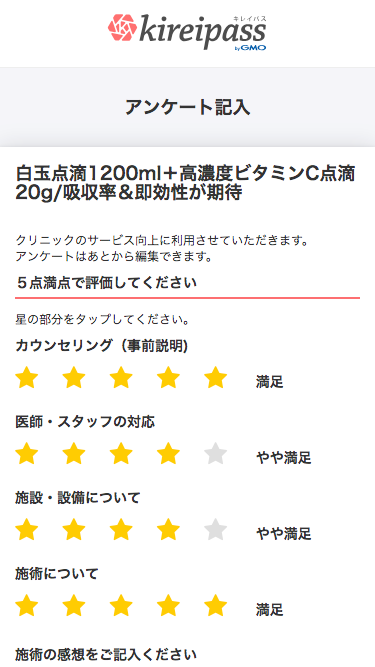 キレイパス
kireipass
by GMO
アンケート記入
白玉点滴1200ml＋高濃度ビタミンC点滴
20g/吸収率＆即効性が期待
クリニックのサービス向上に利用させていただきます。
アンケートはあとから編集できます。
５点満点で評価してください
星の部分をタップしてください。
カウンセリング（事前説明)
満足
医師・スタッフの対応
やや満足
施設・設備について
やや満足
施術について
満足
施術の感想をご記入ください